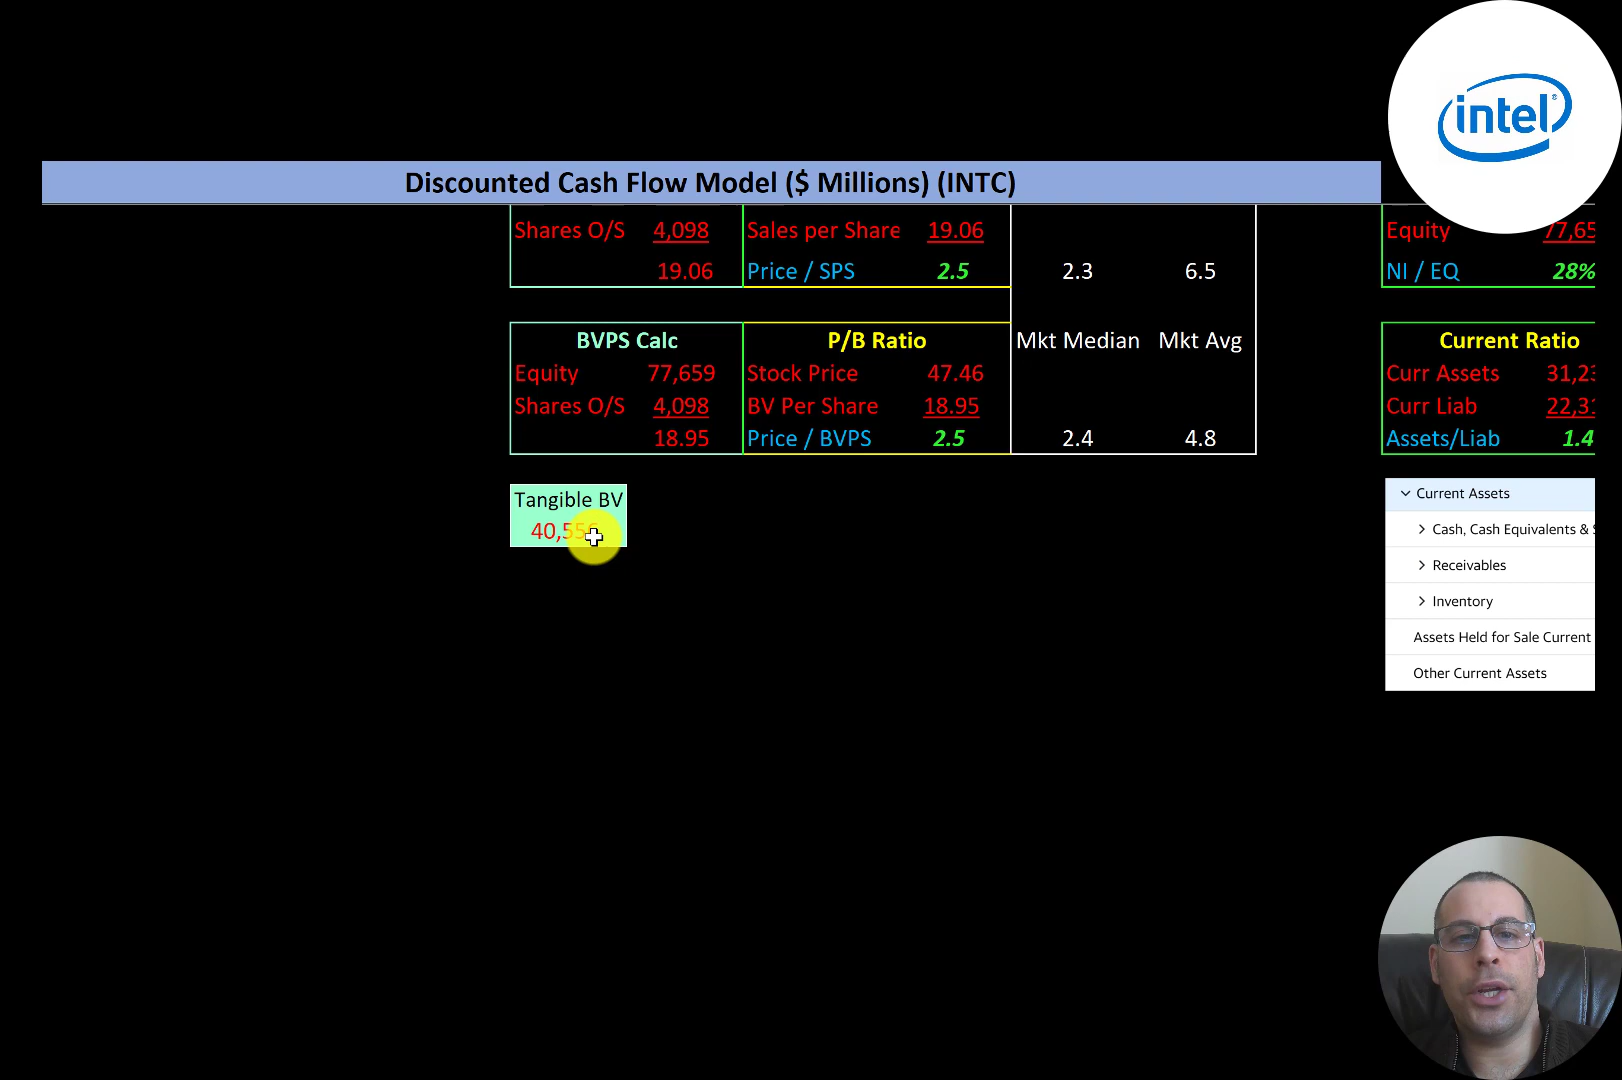 intel
Discounted Cash Flow Model ($ Millions) (INTC)
Shares O/S 4,098 Sales per Share 19.06 Equity
19.06 Price / SPS 2.5 2.3 6.5 NI / EQ 28%
BVPS Calc P/B Ratio Mkt Median Mkt Avg Current Ratio
Equity 77,659 Stock Price 47.46 Curr Assets
Shares O/S 4,098 BV Per Share 18.95 Curr Liab
18.95 Price / BVPS 2.5 2.4 4.8 Assets/Liab 1.4
Tangible BV
Current Assets
Cash, Cash Equivalents &
Receivables
Inventory
Assets Held for Sale Current
Other Current Assets